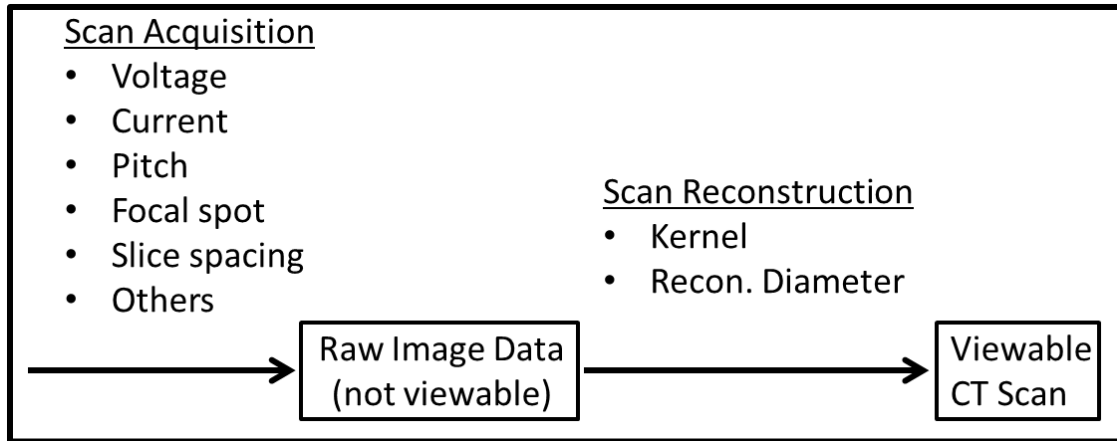 Scan Acquisition
• Voltage
• Current
• Pitch
• Focal spot
• Slice spacing
• Others
Scan Reconstruction
• Kernel
• Recon. Diameter
Raw Image Data
(not viewable)
Viewable
CT Scan